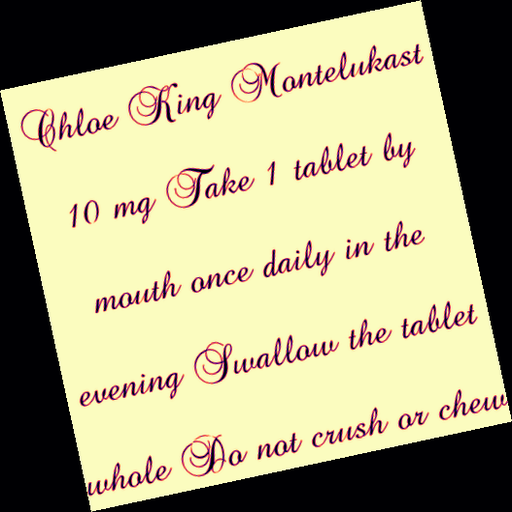 Chloe King Montelukast
10 mg Take 1 tablet by
mouth once daily in the
evening Swallow the tablet
whole Do not crush or chew